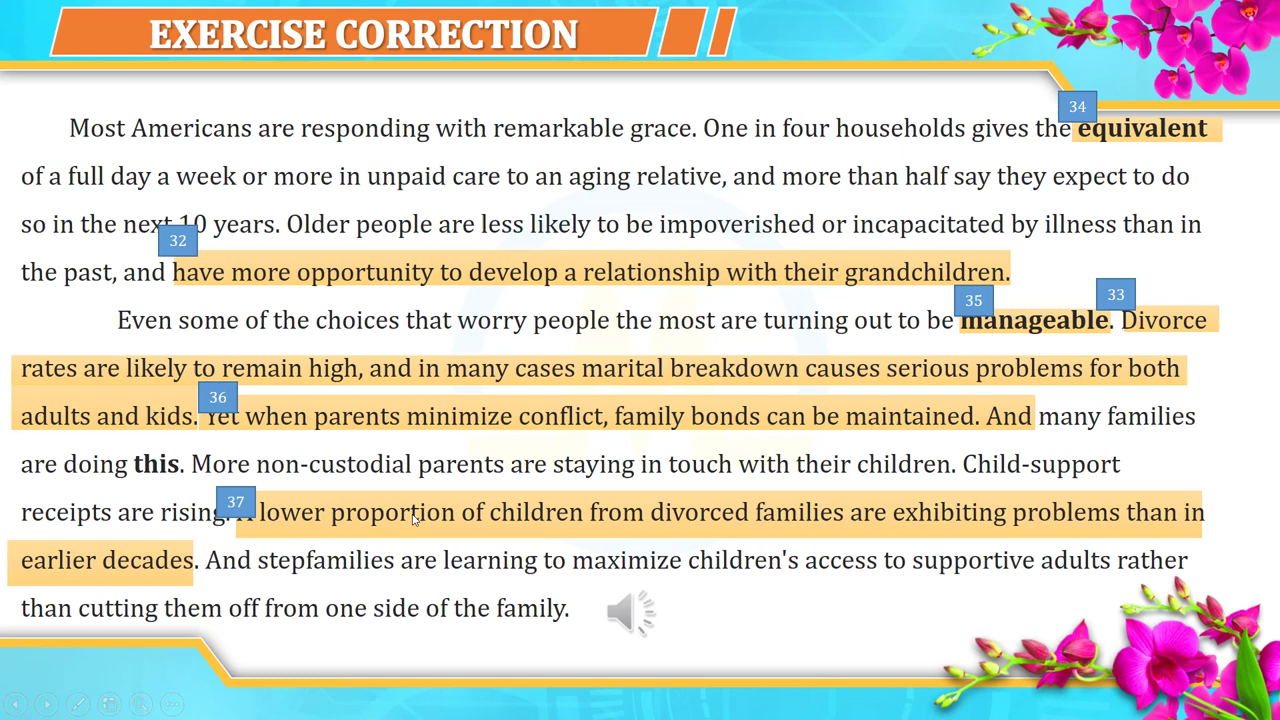 EXERCISE CORRECTION
34
Most Americans are responding with remarkable grace. One in four households gives the equivalent
of a full day a week or more in unpaid care to an aging relative, and more than half say they expect to do
so in the next 10 years. Older people are less likely to be impoverished or incapacitated by illness than in
32
the past, and have more opportunity to develop a relationship with their grandchildren.
35
33
Even some of the choices that worry people the most are turning out to be manageable. Divorce
rates are likely to remain high, and in many cases marital breakdown causes serious problems for both
36
adults and kids. Yet when parents minimize conflict, family bonds can be maintained. And many families
are doing this. More non-custodial parents are staying in touch with their children. Child-support
37
receipts are rising. A lower proportion of children from divorced families are exhibiting problems than in
earlier decades. And stepfamilies are learning to maximize children's access to supportive adults rather
than cutting them off from one side of the family.